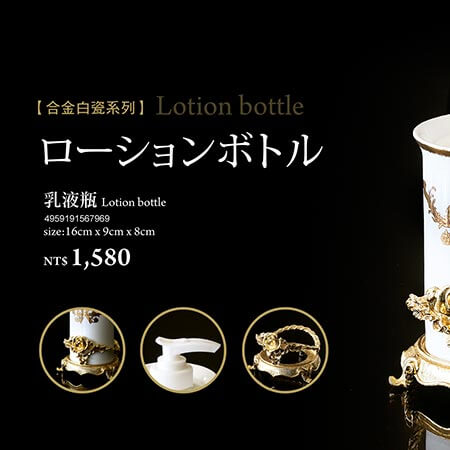 【合金白瓷系列】 Lotion bottle
ローションボトル
乳液瓶 Lotion bottle
4959191567969
size:16cm x 9cm x 8cm
NT$ 1,580